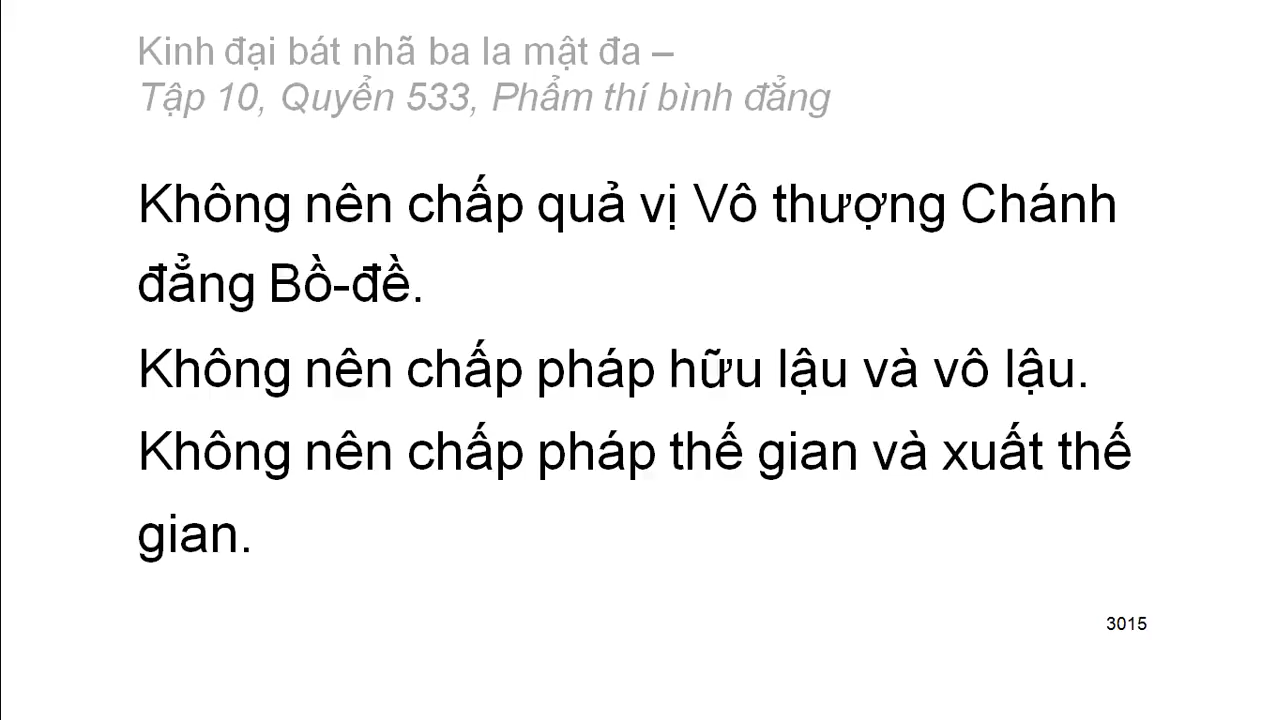 Kinh đại bát nhã ba la mật đa –
Tập 10, Quyển 533, Phẩm thí bình đẳng
Không nên chấp quả vị Vô thượng Chánh
đẳng Bồ-đề.
Không nên chấp pháp hữu lậu và vô lậu.
Không nên chấp pháp thế gian và xuất thế
gian.
3015